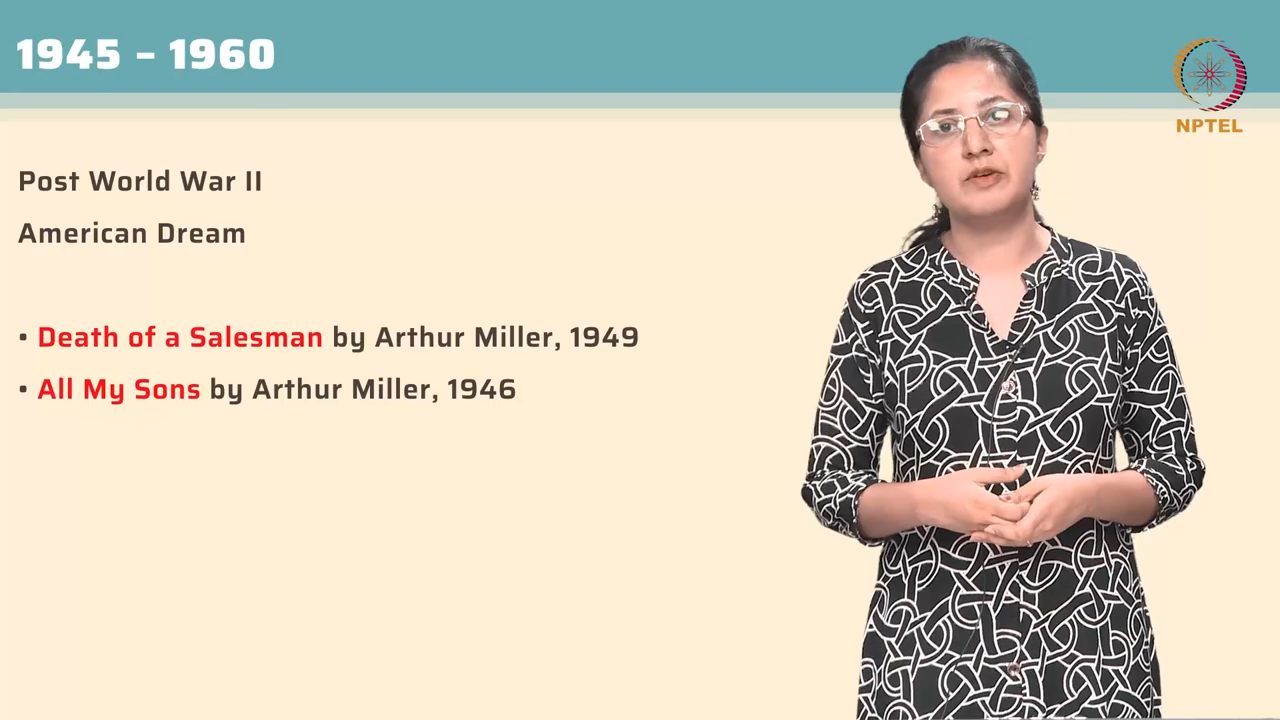 1945 – 1960
NPTEL
Post World War II
American Dream
• Death of a Salesman by Arthur Miller, 1949
• All My Sons by Arthur Miller, 1946